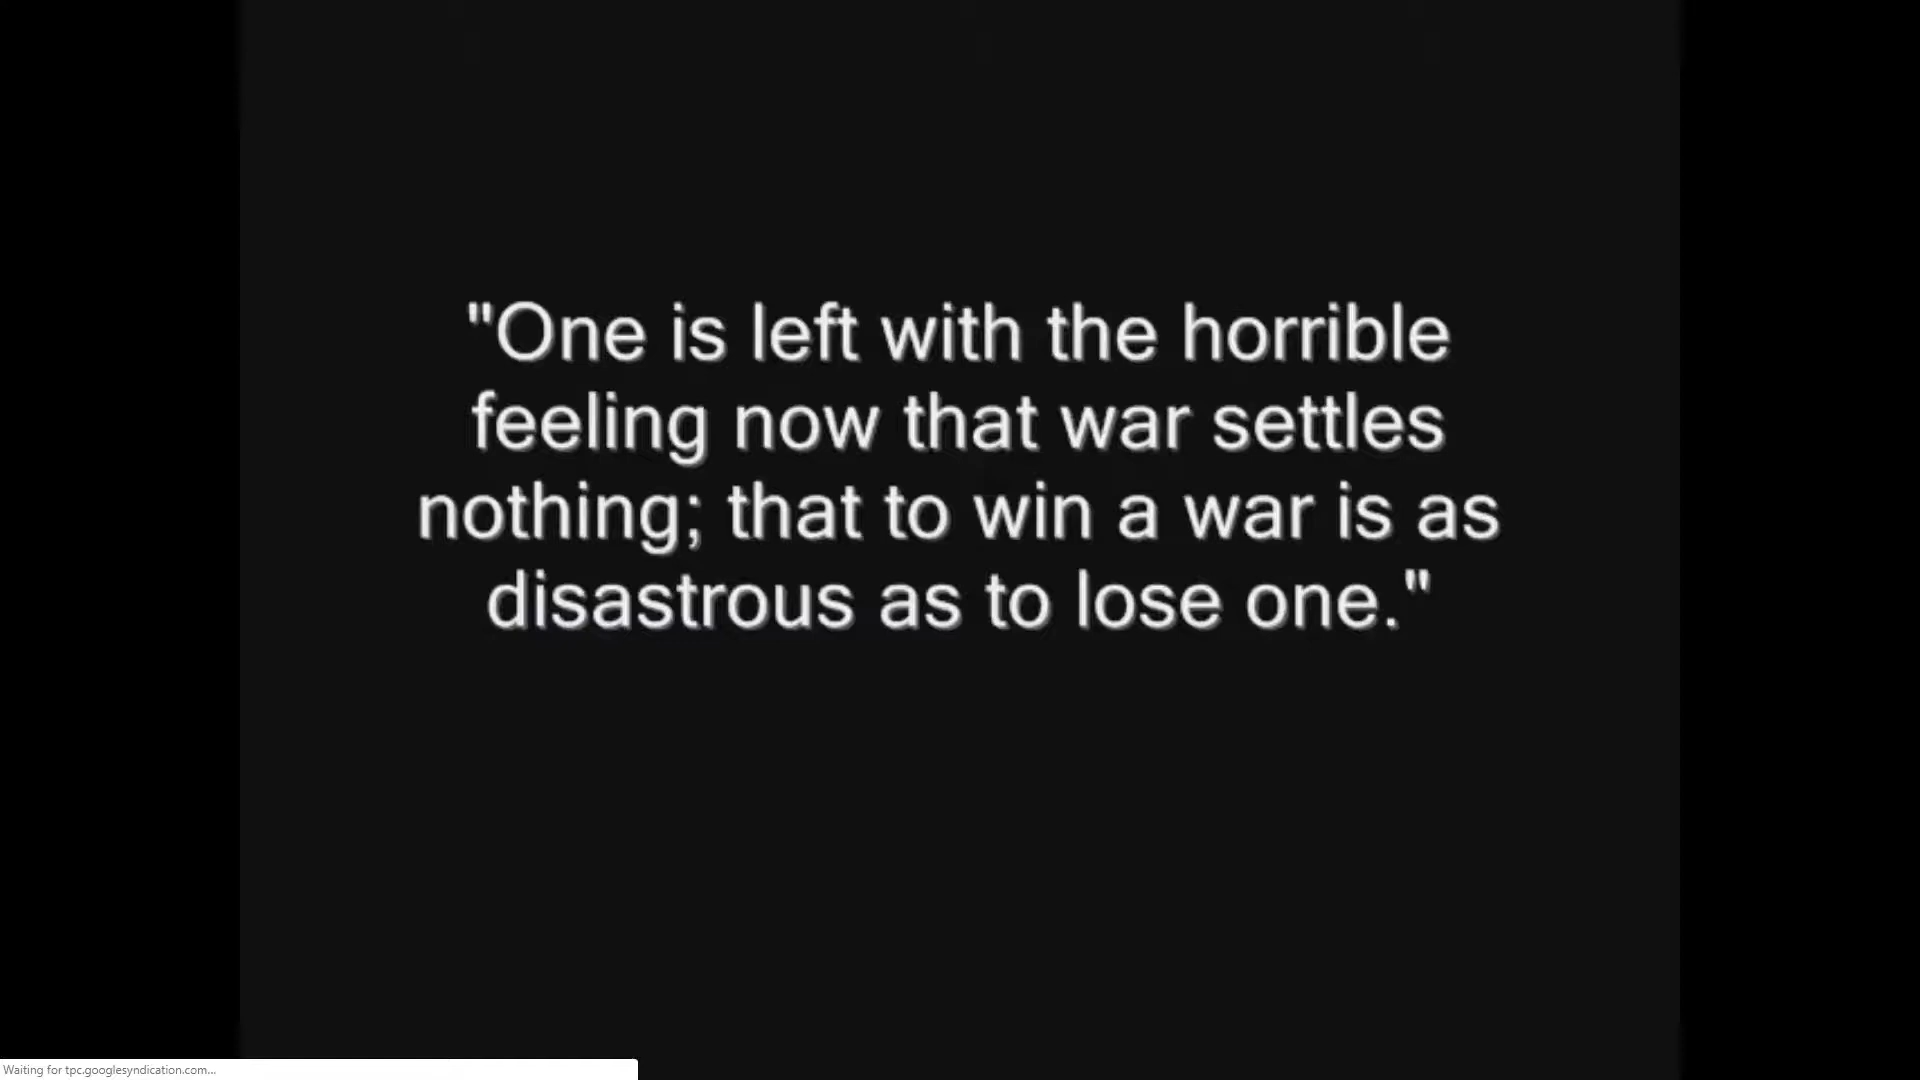 "One is left with the horrible
feeling now that war settles
nothing; that to win a war is as
disastrous as to lose one."
Waiting for tpc.googlesyndication.com...